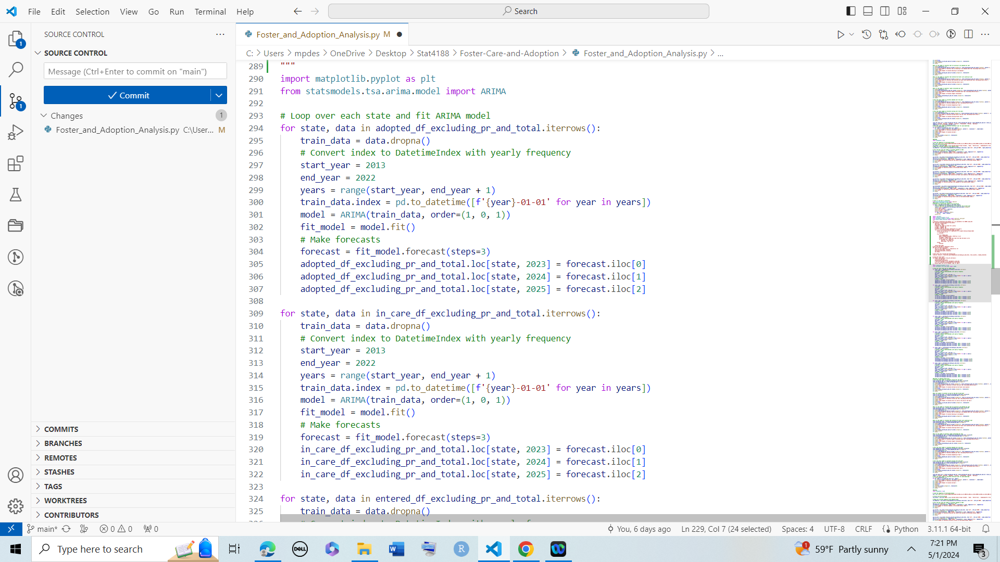 File Edit Selection View Go Run Terminal Help
Search
SOURCE CONTROL
Foster_and_Adoption_Analysis.py M
SOURCE CONTROL
C: > Users > mpdes > OneDrive > Desktop > Stat4188 > Foster-Care-and-Adoption > Foster_and_Adoption_Analysis.py > ...
Message (Ctrl+Enter to commit on "main")
Commit
Changes 1
Foster_and_Adoption_Analysis.py C:\User... M
1
1
COMMITS
BRANCHES
REMOTES
STASHES
TAGS
WORKTREES
CONTRIBUTORS
289 """
290 import matplotlib.pyplot as plt
291 from statsmodels.tsa.arima.model import ARIMA
292
293 # Loop over each state and fit ARIMA model
294 for state, data in adopted_df_excluding_pr_and_total.iterrows():
295     train_data = data.dropna()
296     # Convert index to DatetimeIndex with yearly frequency
297     start_year = 2013
298     end_year = 2022
299     years = range(start_year, end_year + 1)
300     train_data.index = pd.to_datetime([f'{year}-01-01' for year in years])
301     model = ARIMA(train_data, order=(1, 0, 1))
302     fit_model = model.fit()
303     # Make forecasts
304     forecast = fit_model.forecast(steps=3)
305     adopted_df_excluding_pr_and_total.loc[state, 2023] = forecast.iloc[0]
306     adopted_df_excluding_pr_and_total.loc[state, 2024] = forecast.iloc[1]
307     adopted_df_excluding_pr_and_total.loc[state, 2025] = forecast.iloc[2]
308
309 for state, data in in_care_df_excluding_pr_and_total.iterrows():
310     train_data = data.dropna()
311     # Convert index to DatetimeIndex with yearly frequency
312     start_year = 2013
313     end_year = 2022
314     years = range(start_year, end_year + 1)
315     train_data.index = pd.to_datetime([f'{year}-01-01' for year in years])
316     model = ARIMA(train_data, order=(1, 0, 1))
317     fit_model = model.fit()
318     # Make forecasts
319     forecast = fit_model.forecast(steps=3)
320     in_care_df_excluding_pr_and_total.loc[state, 2023] = forecast.iloc[0]
321     in_care_df_excluding_pr_and_total.loc[state, 2024] = forecast.iloc[1]
322     in_care_df_excluding_pr_and_total.loc[state, 2025] = forecast.iloc[2]
323
324 for state, data in entered_df_excluding_pr_and_total.iterrows():
325     train_data = data.dropna()
main* 0 0 0 You, 6 days ago Ln 229, Col 7 (24 selected) Spaces: 4 UTF-8 CRLF Python 3.11.1 64-bit
Type here to search
DELL
W
R
1
59°F Partly sunny
7:21 PM
5/1/2024
3